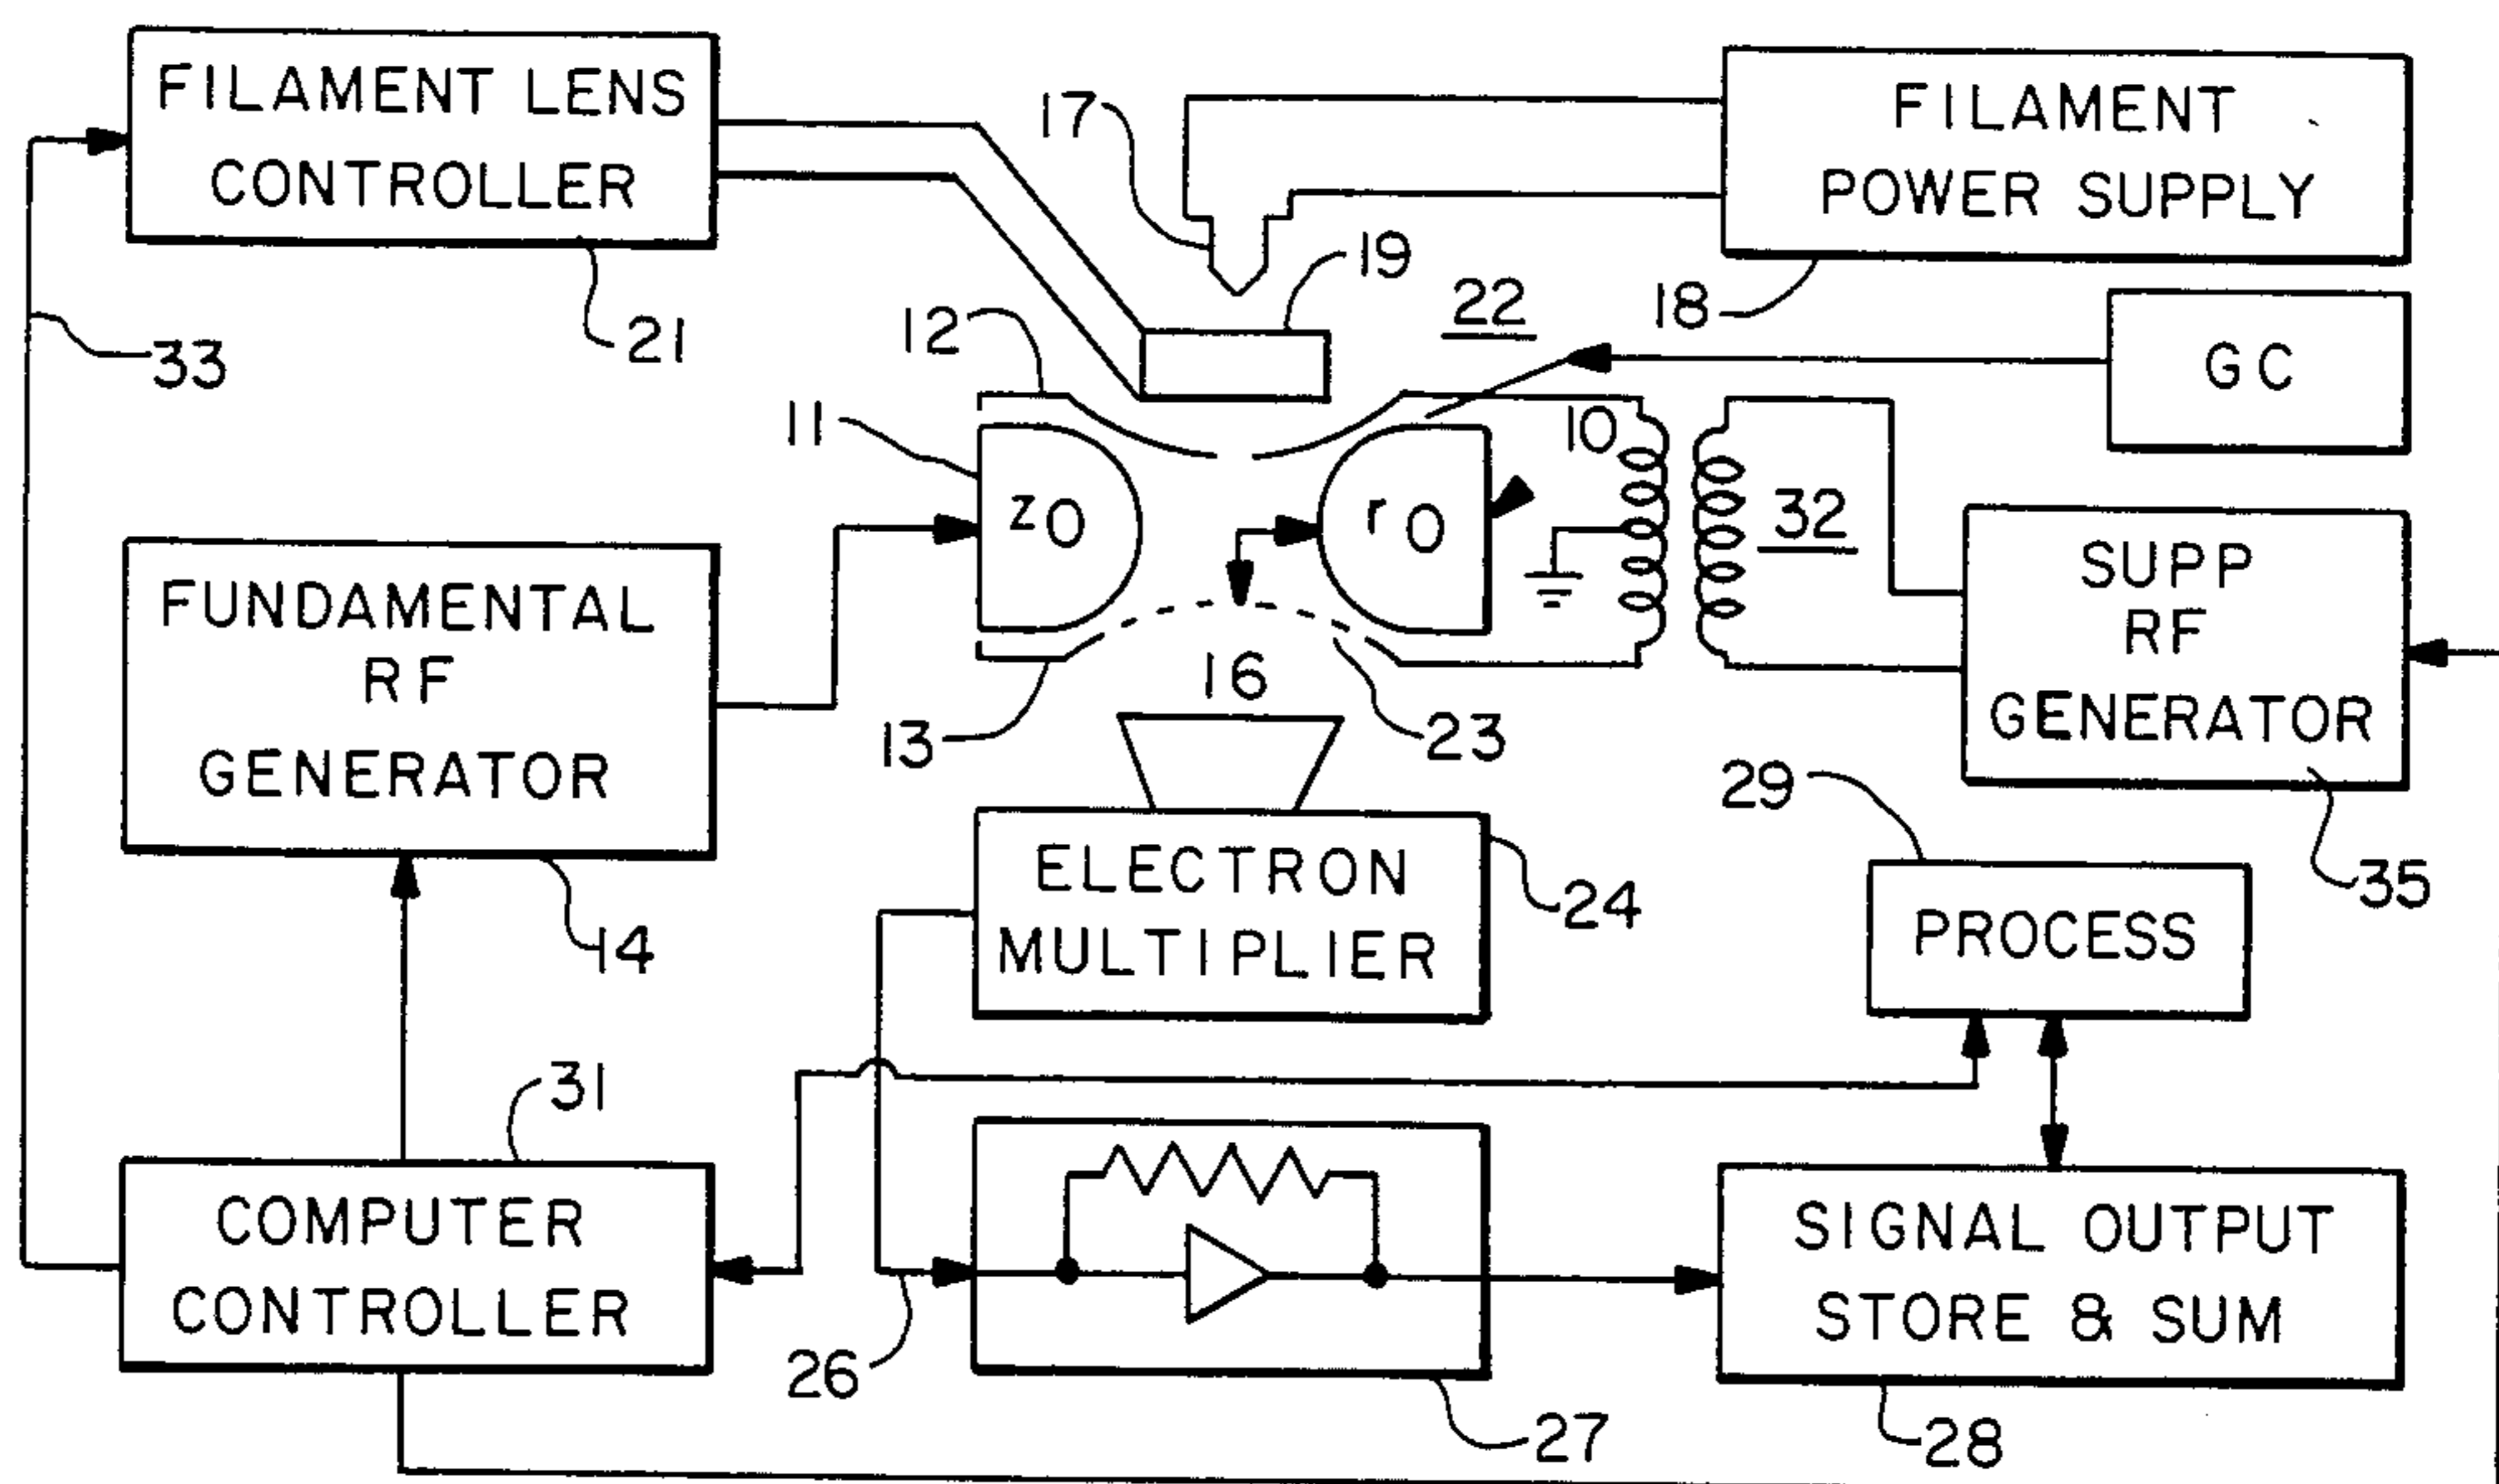 FILAMENT LENS
CONTROLLER
21
33
17
19
FILAMENT
POWER SUPPLY
18
22
GC
12
11
10
zo
ro
32
16
13
23
FUNDAMENTAL
RF
GENERATOR
14
SUPP
RF
GENERATOR
35
29
ELECTRON
MULTIPLIER
24
PROCESS
31
COMPUTER
CONTROLLER
26
27
SIGNAL OUTPUT
STORE & SUM
28